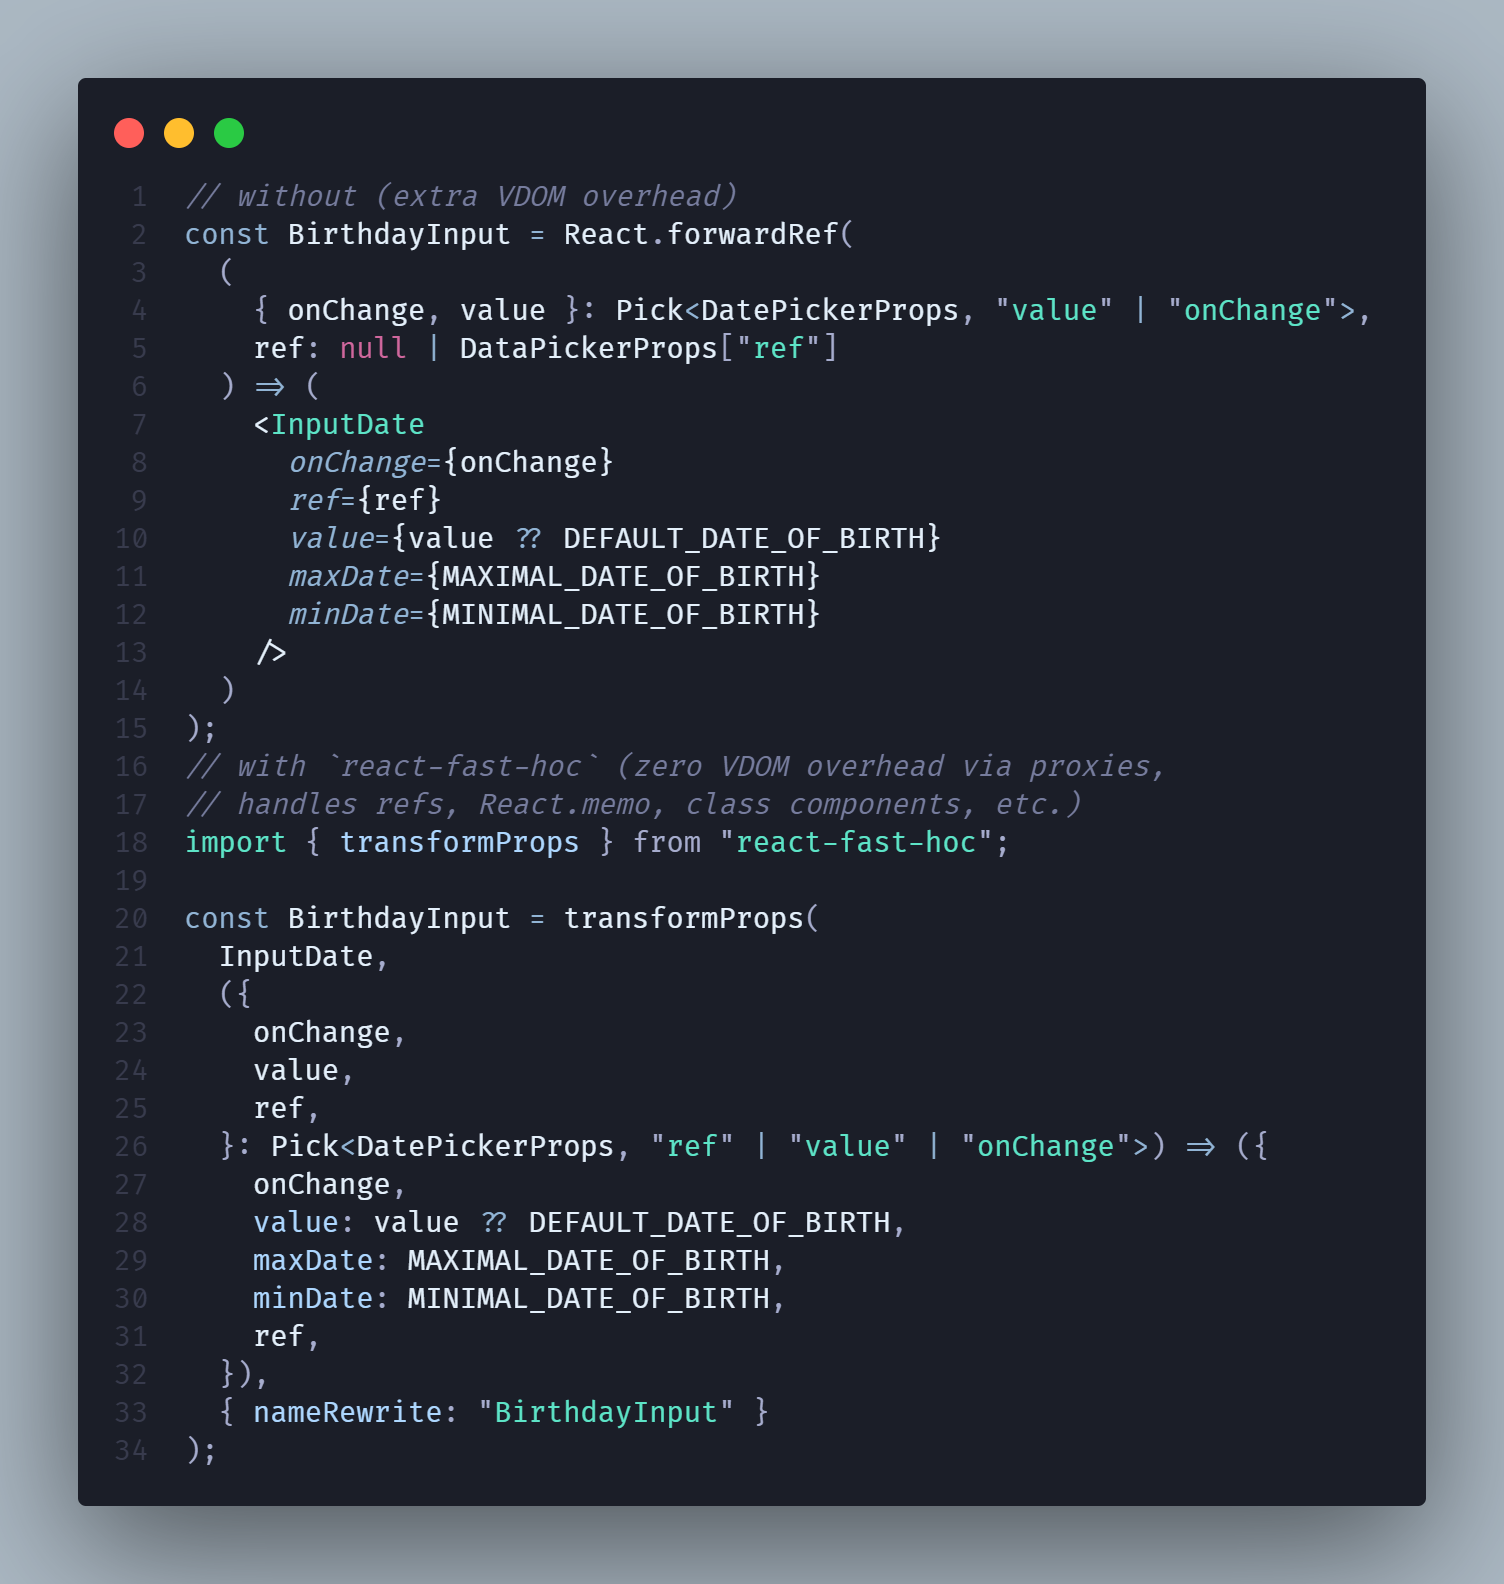 1 // without (extra VDOM overhead)
2 const BirthdayInput = React.forwardRef(
3   (
4     { onChange, value }: Pick<DatePickerProps, "value" | "onChange">,
5     ref: null | DataPickerProps["ref"]
6   ) => (
7     <InputDate
8       onChange={onChange}
9       ref={ref}
10       value={value ?? DEFAULT_DATE_OF_BIRTH}
11       maxDate={MAXIMAL_DATE_OF_BIRTH}
12       minDate={MINIMAL_DATE_OF_BIRTH}
13     />
14   )
15 );
16 // with `react-fast-hoc` (zero VDOM overhead via proxies,
17 // handles refs, React.memo, class components, etc.)
18 import { transformProps } from "react-fast-hoc";
19
20 const BirthdayInput = transformProps(
21   InputDate,
22   ({
23     onChange,
24     value,
25     ref,
26   }: Pick<DatePickerProps, "ref" | "value" | "onChange">) => ({
27     onChange,
28     value: value ?? DEFAULT_DATE_OF_BIRTH,
29     maxDate: MAXIMAL_DATE_OF_BIRTH,
30     minDate: MINIMAL_DATE_OF_BIRTH,
31     ref,
32   }),
33   { nameRewrite: "BirthdayInput" }
34 );